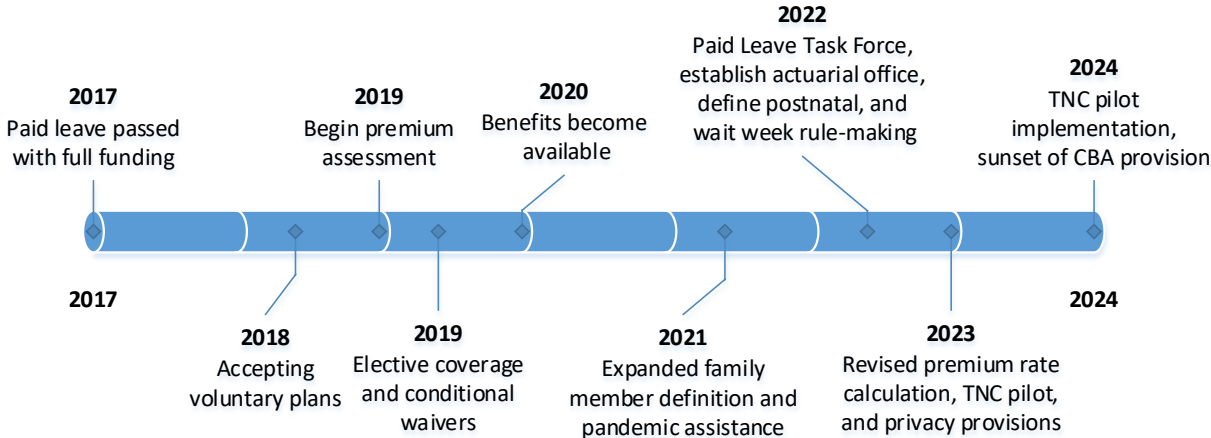 2017
Paid leave passed
with full funding
2019
Begin premium
assessment
2020
Benefits become
available
2022
Paid Leave Task Force,
establish actuarial office,
define postnatal, and
wait week rule-making
2024
TNC pilot
implementation,
sunset of CBA provision
2017
2024
2018
Accepting
voluntary plans
2019
Elective coverage
and conditional
waivers
2021
Expanded family
member definition and
pandemic assistance
2023
Revised premium rate
calculation, TNC pilot,
and privacy provisions